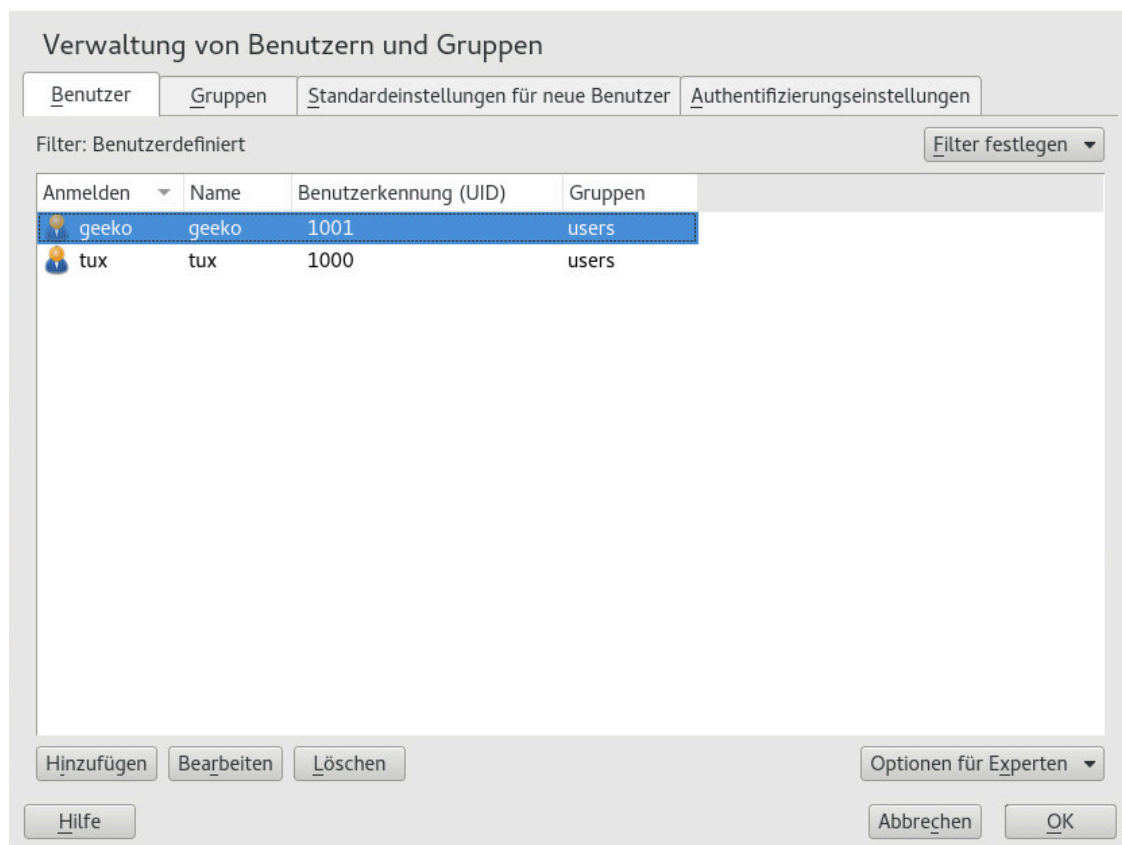 Verwaltung von Benutzern und Gruppen
Benutzer Gruppen Standardeinstellungen für neue Benutzer Authentifizierungseinstellungen
Filter: Benutzerdefiniert Filter festlegen
Anmelden Name Benutzerkennung (UID) Gruppen
geeko geeko 1001 users
tux tux 1000 users
Hinzufügen Bearbeiten Löschen Optionen für Experten
Hilfe Abbrechen OK